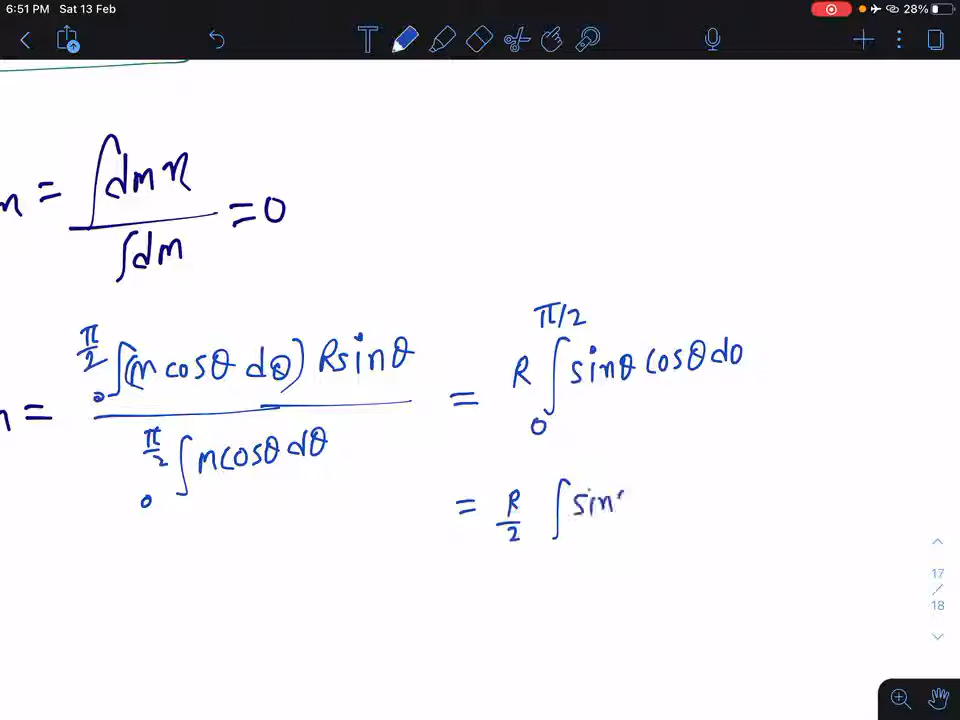 6:51 PM Sat 13 Feb 28%
T
= ∫dm x / ∫dm = 0
= ∫₀^(π/2) (m cosθ dθ) R sinθ / ∫₀^(π/2) m cosθ dθ = R ∫₀^(π/2) sinθ cosθ dθ
= R/2 ∫ sin
17
/
18